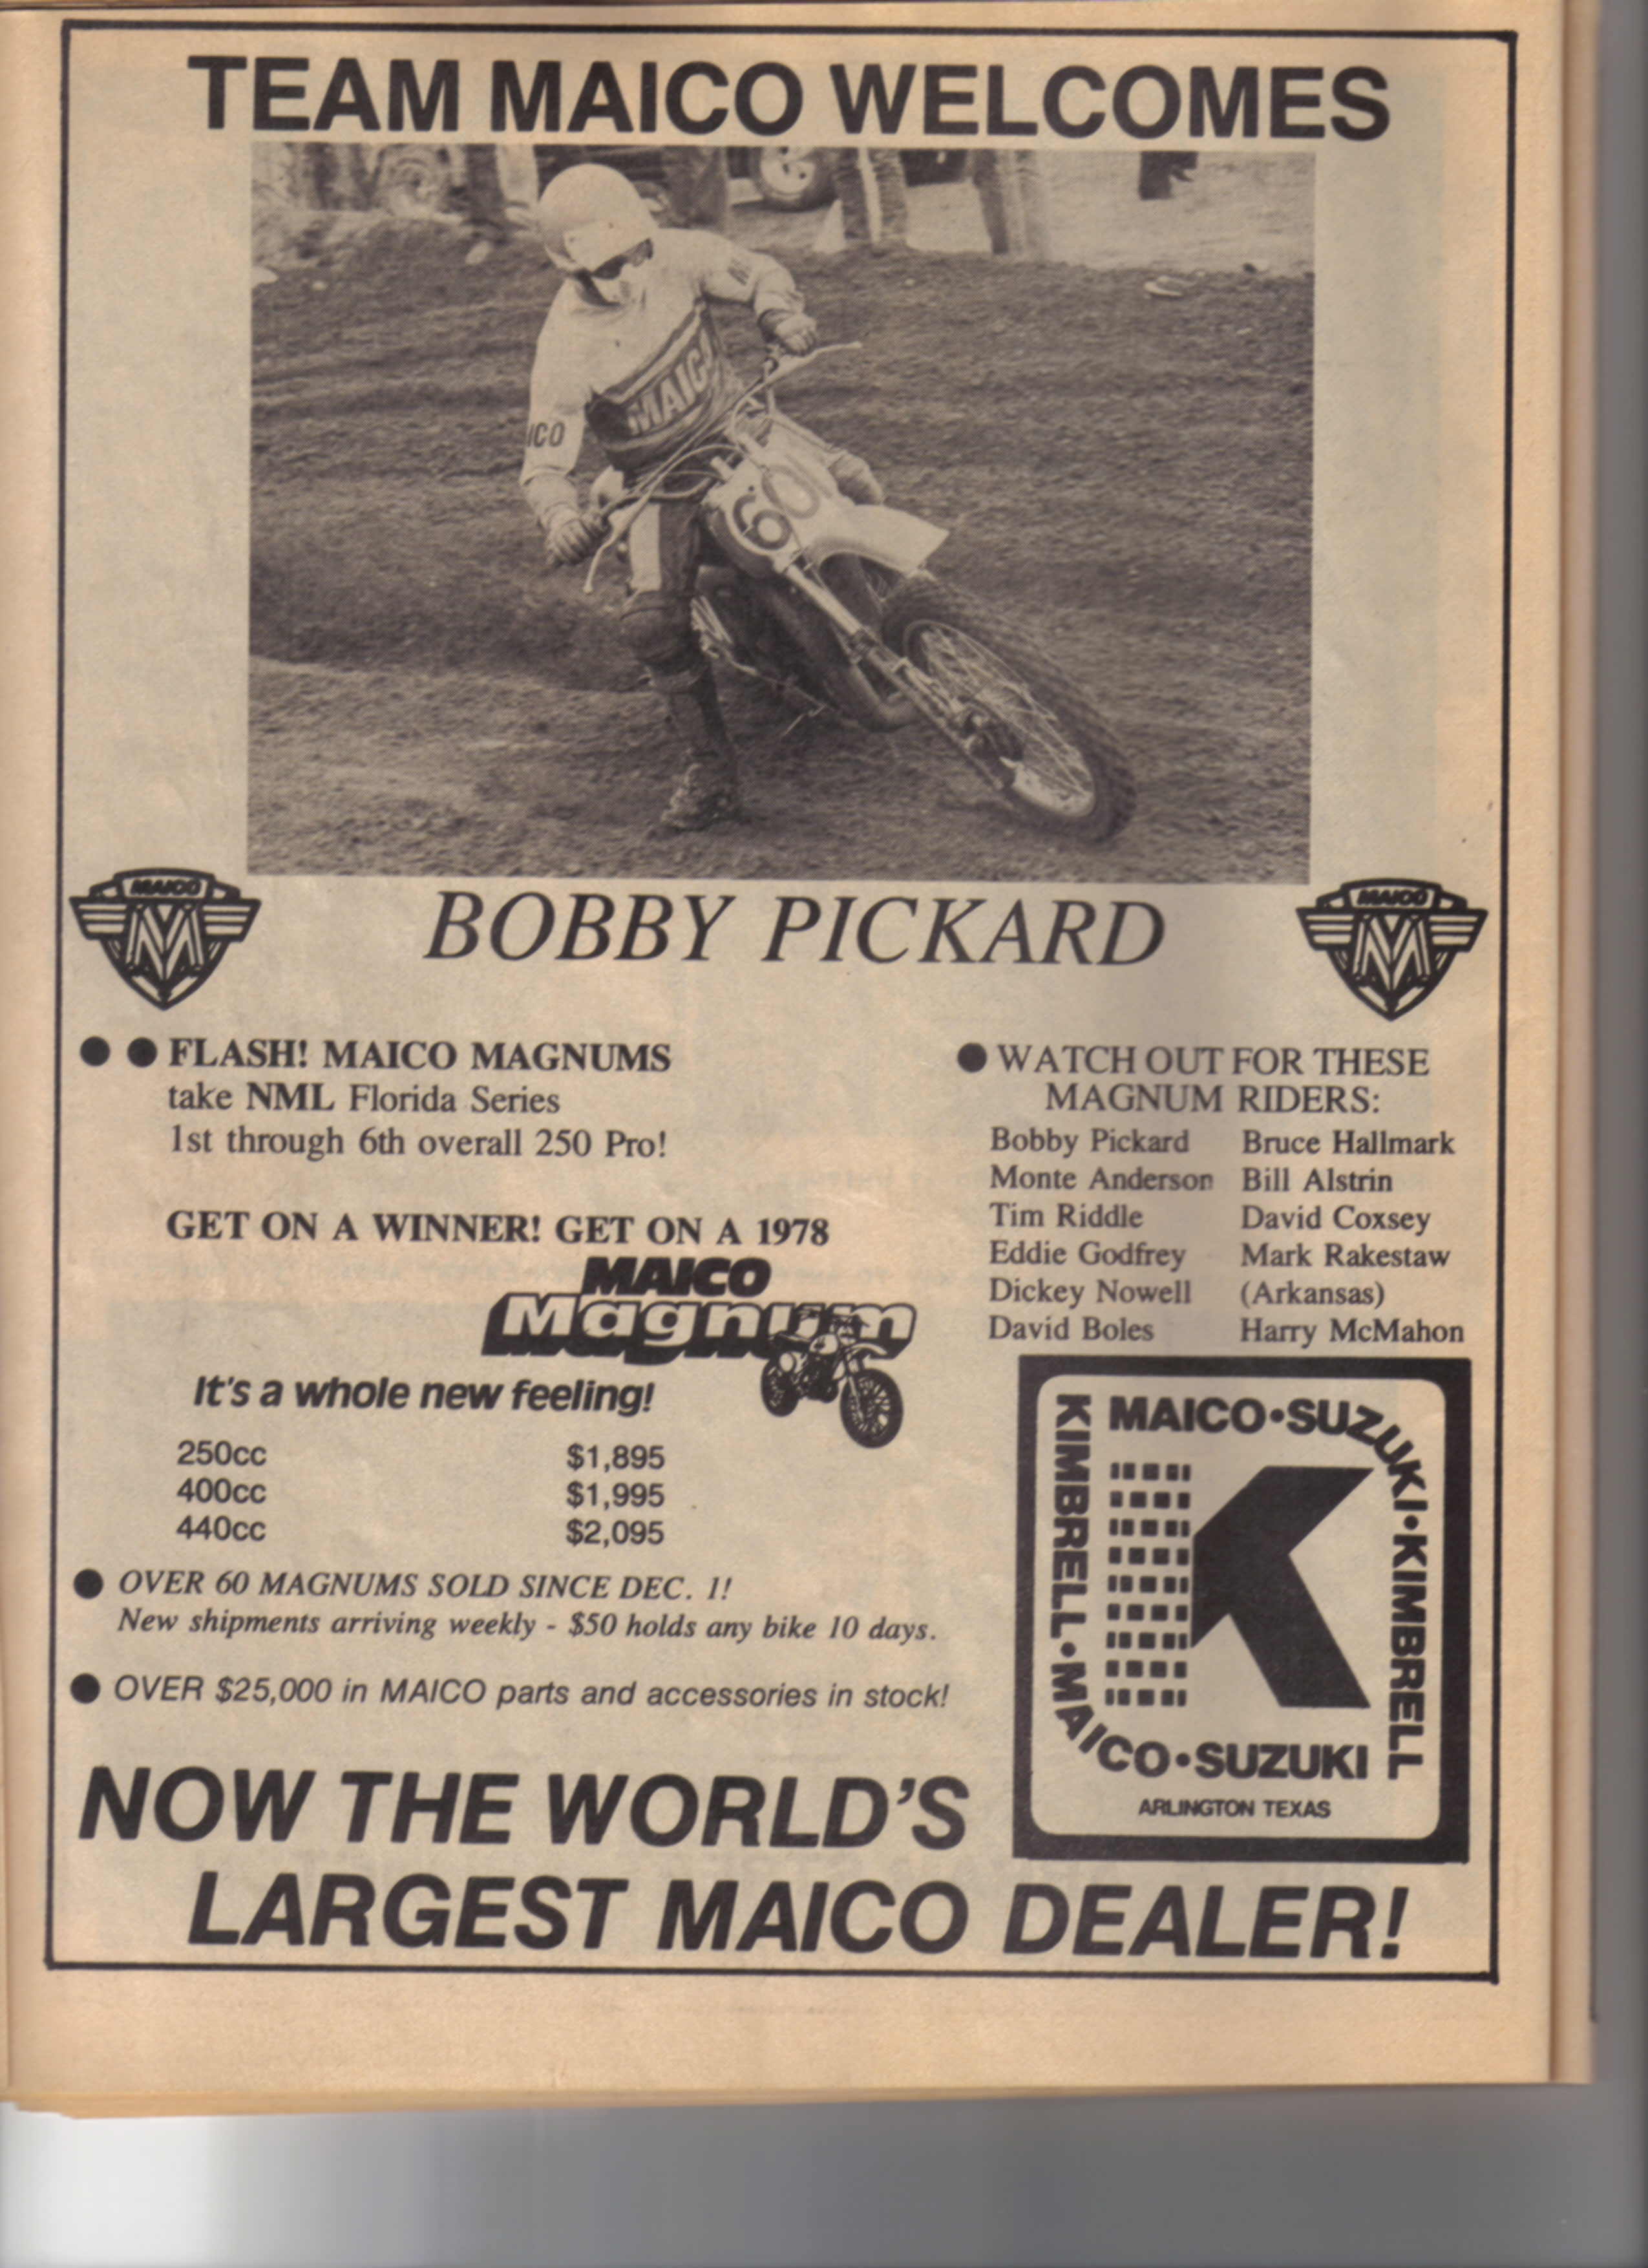 TEAM MAICO WELCOMES
MAICO
ICO
60
MAICO
M
BOBBY PICKARD
MAICO
M
● ● FLASH! MAICO MAGNUMS
take NML Florida Series
1st through 6th overall 250 Pro!
GET ON A WINNER! GET ON A 1978
MAICO
Magnum
It's a whole new feeling!
250cc $1,895
400cc $1,995
440cc $2,095
● OVER 60 MAGNUMS SOLD SINCE DEC. 1!
New shipments arriving weekly - $50 holds any bike 10 days.
● OVER $25,000 in MAICO parts and accessories in stock!
● WATCH OUT FOR THESE
MAGNUM RIDERS:
Bobby Pickard Bruce Hallmark
Monte Anderson Bill Alstrin
Tim Riddle David Coxsey
Eddie Godfrey Mark Rakestaw
Dickey Nowell (Arkansas)
David Boles Harry McMahon
MAICO•SUZUKI•KIMBRELL
KIMBRELL•MAICO•SUZUKI
K
ARLINGTON TEXAS
NOW THE WORLD'S
LARGEST MAICO DEALER!